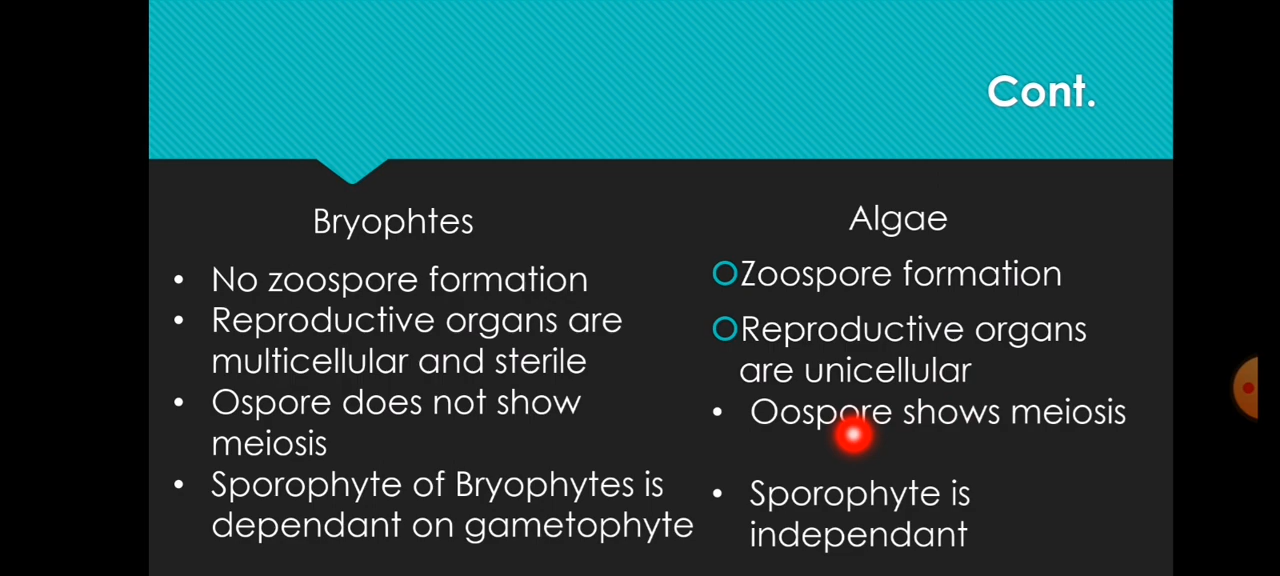 Cont.
Bryophtes
• No zoospore formation
• Reproductive organs are
multicellular and sterile
• Ospore does not show
meiosis
• Sporophyte of Bryophytes is
dependant on gametophyte
Algae
Zoospore formation
Reproductive organs
are unicellular
• Oospore shows meiosis
• Sporophyte is
independant